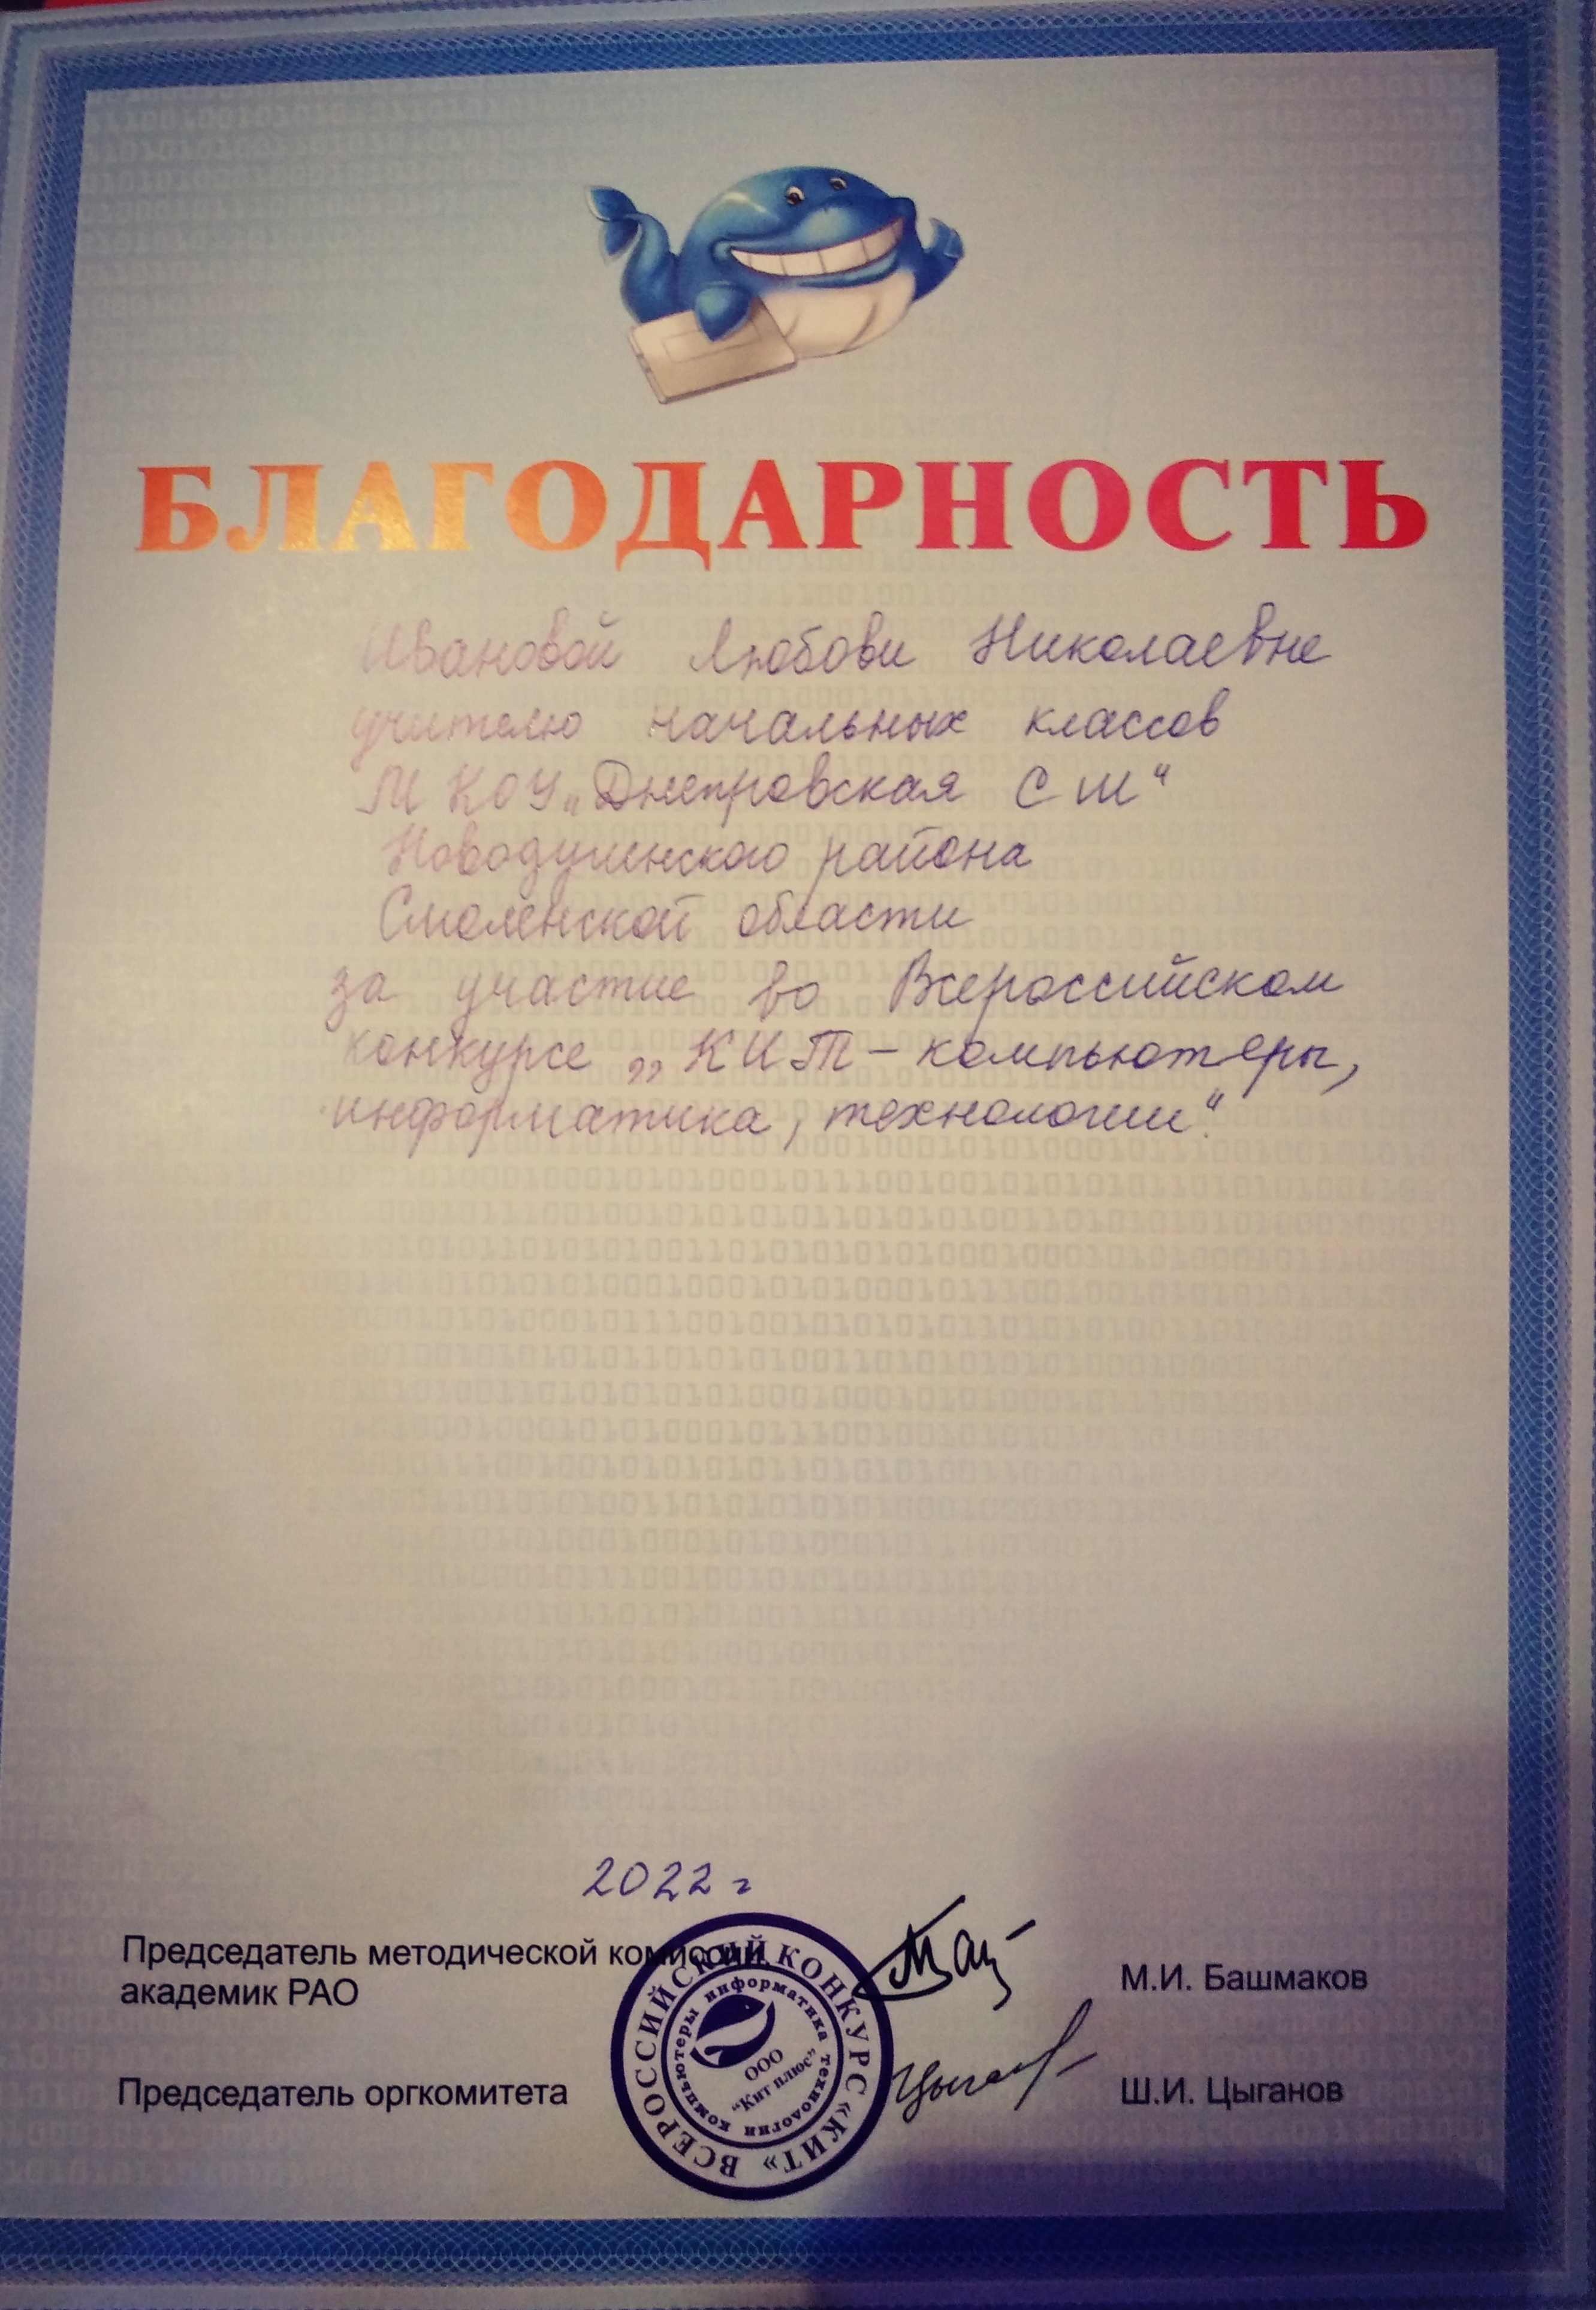 БЛАГОДАРНОСТЬ
Ивановой Любови Николаевне
учителю начальных классов
МКОУ „Днепровская СШ“
Новодугинского района
Смоленской области
за участие во Всероссийском
конкурсе „КИТ – компьютеры,
информатика, технологии“.
2022 г
Председатель методической комиссии,
академик РАО
М.И. Башмаков
Председатель оргкомитета
Ш.И. Цыганов
ВСЕРОССИЙСКИЙ КОНКУРС «КИТ»
компьютеры информатика технологии
ООО
"Кит плюс"